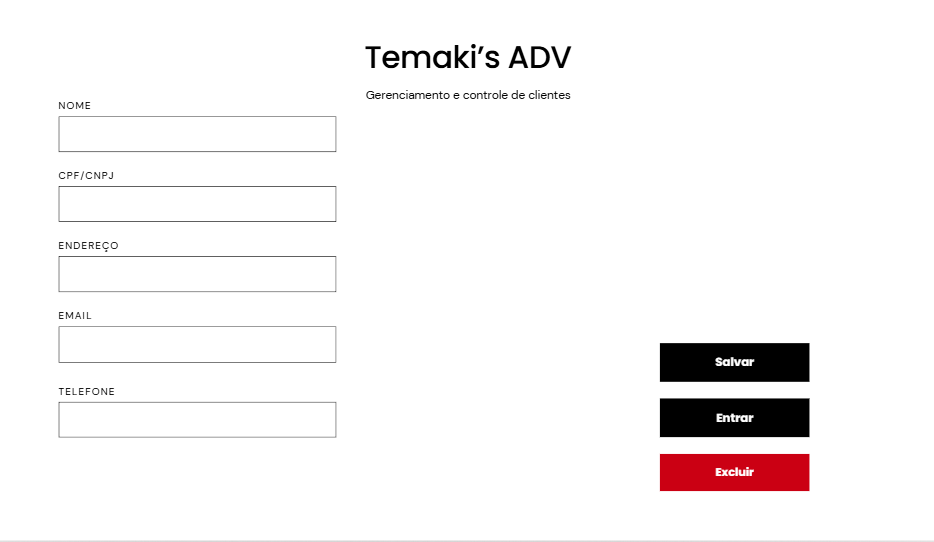 Temaki’s ADV
Gerenciamento e controle de clientes
NOME
CPF/CNPJ
ENDEREÇO
EMAIL
TELEFONE
Salvar
Entrar
Excluir